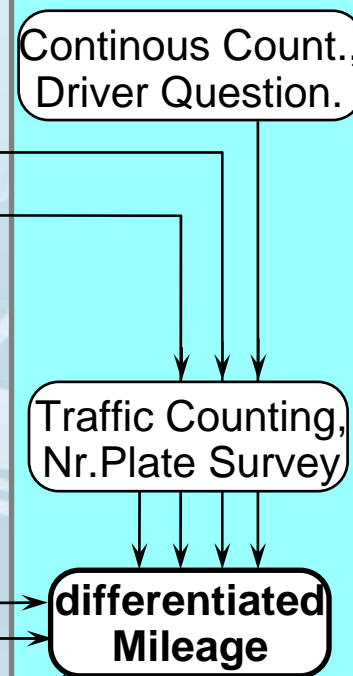 Continous Count.,
Driver Question.
Traffic Counting,
Nr.Plate Survey
differentiated
Mileage